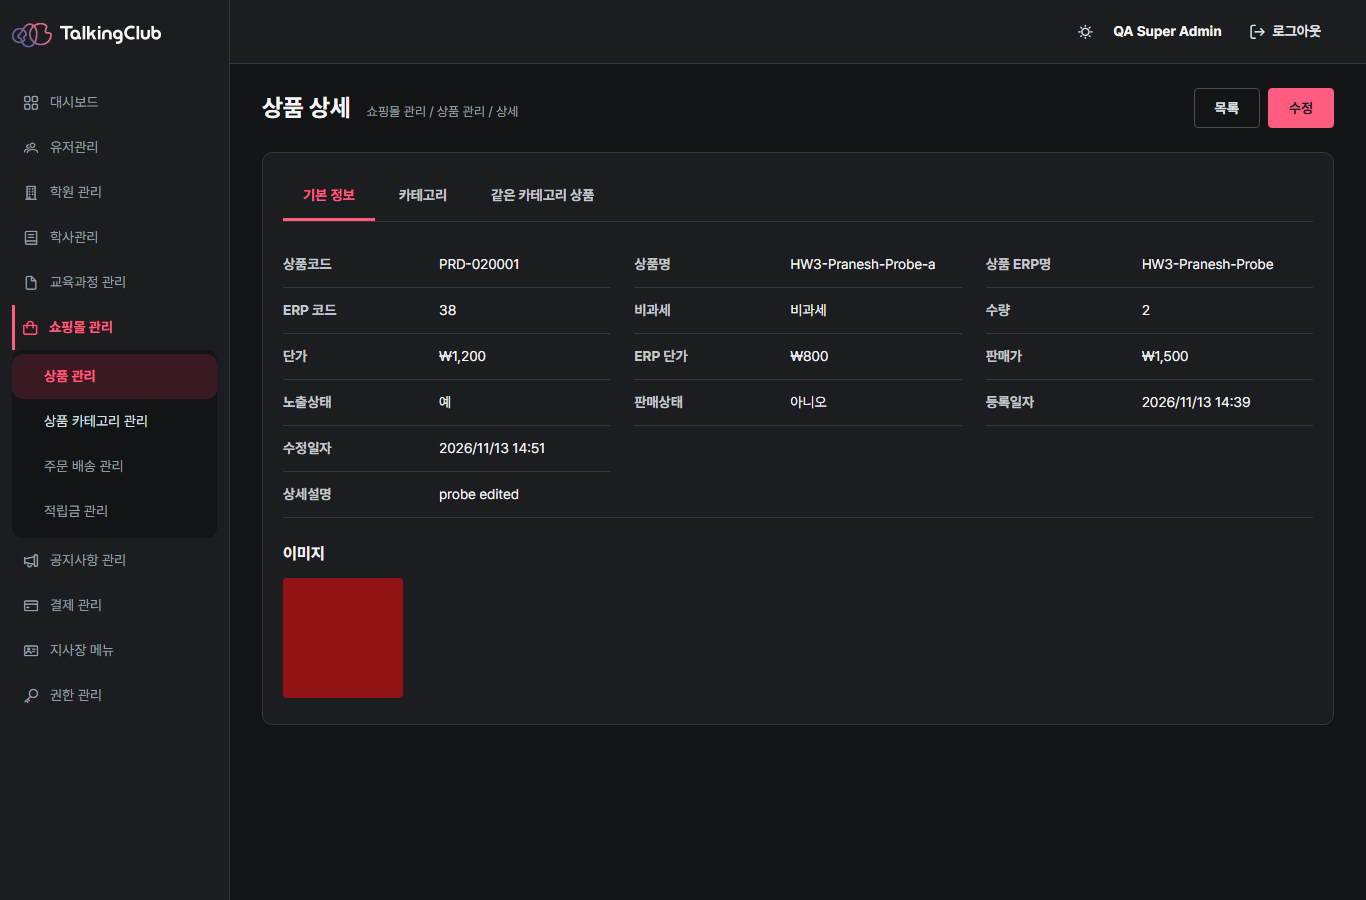 TalkingClub
QA Super Admin
로그아웃
대시보드
유저관리
학원 관리
학사관리
교육과정 관리
쇼핑몰 관리
상품 관리
상품 카테고리 관리
주문 배송 관리
적립금 관리
공지사항 관리
결제 관리
지사장 메뉴
권한 관리
상품 상세
쇼핑몰 관리 / 상품 관리 / 상세
목록
수정
기본 정보 카테고리 같은 카테고리 상품
상품코드 PRD-020001 상품명 HW3-Pranesh-Probe-a 상품 ERP명 HW3-Pranesh-Probe
ERP 코드 38 비과세 비과세 수량 2
단가 ₩1,200 ERP 단가 ₩800 판매가 ₩1,500
노출상태 예 판매상태 아니오 등록일자 2026/11/13 14:39
수정일자 2026/11/13 14:51
상세설명 probe edited
이미지